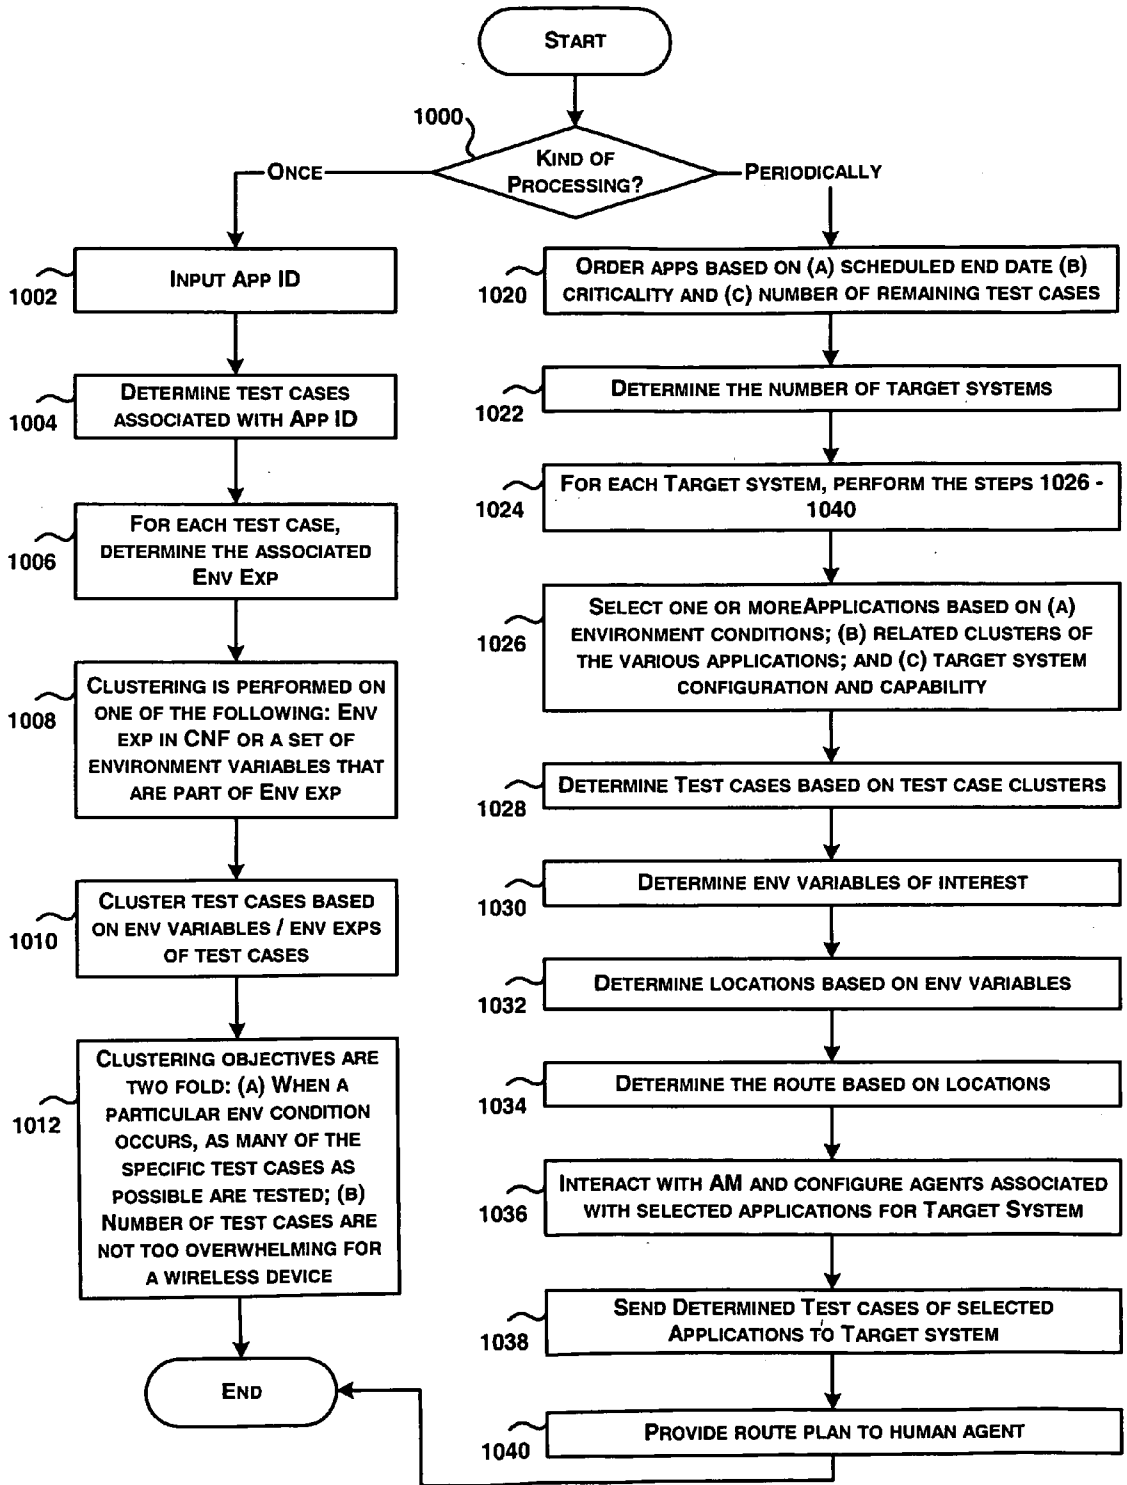 START
1000
KIND OF
PROCESSING?
ONCE
PERIODICALLY
INPUT APP ID
1002
DETERMINE TEST CASES
ASSOCIATED WITH APP ID
1004
FOR EACH TEST CASE,
DETERMINE THE ASSOCIATED
ENV EXP
1006
CLUSTERING IS PERFORMED ON
ONE OF THE FOLLOWING: ENV
EXP IN CNF OR A SET OF
ENVIRONMENT VARIABLES THAT
ARE PART OF ENV EXP
1008
CLUSTER TEST CASES BASED
ON ENV VARIABLES / ENV EXPS
OF TEST CASES
1010
CLUSTERING OBJECTIVES ARE
TWO FOLD: (A) WHEN A
PARTICULAR ENV CONDITION
OCCURS, AS MANY OF THE
SPECIFIC TEST CASES AS
POSSIBLE ARE TESTED; (B)
NUMBER OF TEST CASES ARE
NOT TOO OVERWHELMING FOR
A WIRELESS DEVICE
1012
END
ORDER APPS BASED ON (A) SCHEDULED END DATE (B)
CRITICALITY AND (C) NUMBER OF REMAINING TEST CASES
1020
DETERMINE THE NUMBER OF TARGET SYSTEMS
1022
FOR EACH TARGET SYSTEM, PERFORM THE STEPS 1026 -
1040
1024
SELECT ONE OR MOREAPPLICATIONS BASED ON (A)
ENVIRONMENT CONDITIONS; (B) RELATED CLUSTERS OF
THE VARIOUS APPLICATIONS; AND (C) TARGET SYSTEM
CONFIGURATION AND CAPABILITY
1026
DETERMINE TEST CASES BASED ON TEST CASE CLUSTERS
1028
DETERMINE ENV VARIABLES OF INTEREST
1030
DETERMINE LOCATIONS BASED ON ENV VARIABLES
1032
DETERMINE THE ROUTE BASED ON LOCATIONS
1034
INTERACT WITH AM AND CONFIGURE AGENTS ASSOCIATED
WITH SELECTED APPLICATIONS FOR TARGET SYSTEM
1036
SEND DETERMINED TEST CASES OF SELECTED
APPLICATIONS TO TARGET SYSTEM
1038
PROVIDE ROUTE PLAN TO HUMAN AGENT
1040